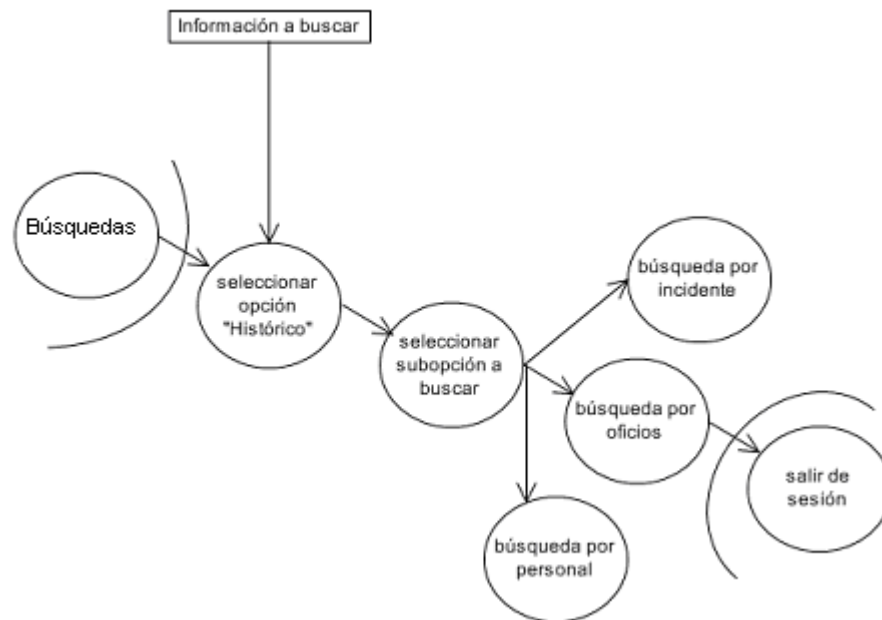 Información a buscar
Búsquedas
seleccionar
opción
"Histórico"
seleccionar
subopción a
buscar
búsqueda por
incidente
búsqueda por
oficios
salir de
sesión
búsqueda por
personal